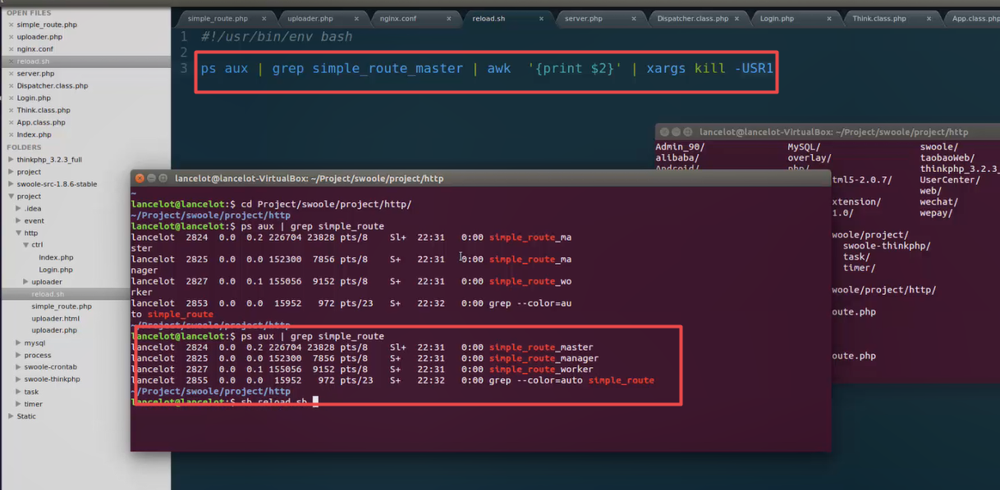 OPEN FILES
simple_route.php
uploader.php
nginx.conf
reload.sh
server.php
Dispatcher.class.php
Login.php
Think.class.php
App.class.php
Index.php
FOLDERS
thinkphp_3.2.3_full
project
swoole-src-1.8.6-stable
project
.idea
event
http
ctrl
Index.php
Login.php
uploader
reload.sh
simple_route.php
uploader.html
uploader.php
mysql
process
swoole-crontab
swoole-thinkphp
task
timer
Static
simple_route.php uploader.php nginx.conf reload.sh server.php Dispatcher.class.php Login.php Think.class.php App.class.php
1 #!/usr/bin/env bash
2
3 ps aux | grep simple_route_master | awk '{print $2}' | xargs kill -USR1
lancelot@lancelot-VirtualBox: ~/Project/swoole/project/http
Admin_90/ MySQL/ swoole/
alibaba/ overlay/ taobaoWeb/
Android/ php/ thinkphp_3.2.3_
tml5-2.0.7/ UserCenter/
web/
xtension/ wechat/
1.0/ wepay/
woole/project/
swoole-thinkphp/
task/
timer/
woole/project/http/
oute.php
oute.php
lancelot@lancelot-VirtualBox: ~/Project/swoole/project/http
~
lancelot@lancelot:$ cd Project/swoole/project/http/
~/Project/swoole/project/http
lancelot@lancelot:$ ps aux | grep simple_route
lancelot 2824 0.0 0.2 226704 23828 pts/8 Sl+ 22:31 0:00 simple_route_ma
ster
lancelot 2825 0.0 0.0 152300 7856 pts/8 S+ 22:31 0:00 simple_route_ma
nager
lancelot 2827 0.0 0.1 155056 9152 pts/8 S+ 22:31 0:00 simple_route_wo
rker
lancelot 2853 0.0 0.0 15952 972 pts/23 S+ 22:32 0:00 grep --color=au
to simple_route
~/Project/swoole/project/http
lancelot@lancelot:$ ps aux | grep simple_route
lancelot 2824 0.0 0.2 226704 23828 pts/8 Sl+ 22:31 0:00 simple_route_master
lancelot 2825 0.0 0.0 152300 7856 pts/8 S+ 22:31 0:00 simple_route_manager
lancelot 2827 0.0 0.1 155056 9152 pts/8 S+ 22:31 0:00 simple_route_worker
lancelot 2855 0.0 0.0 15952 972 pts/23 S+ 22:32 0:00 grep --color=auto simple_route
~/Project/swoole/project/http
lancelot@lancelot:$ sh reload.sh